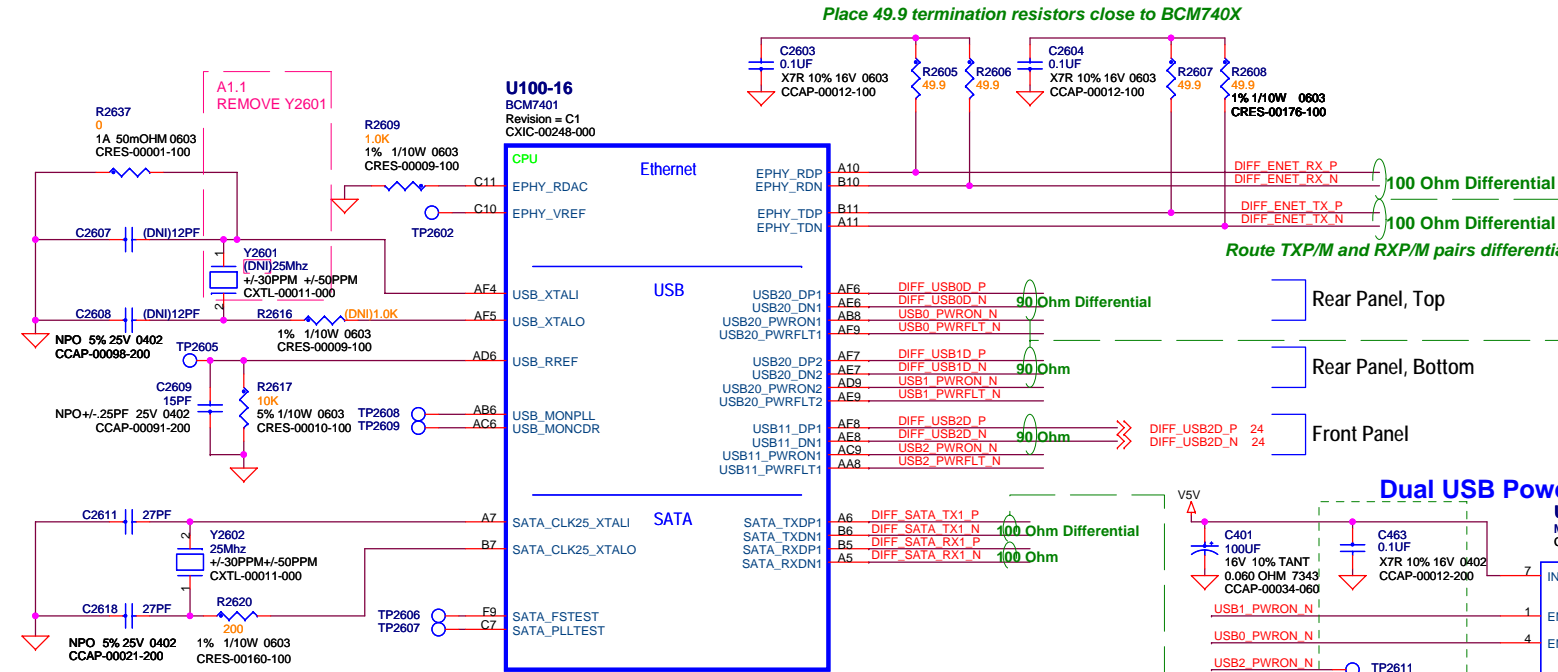 Place 49.9 termination resistors close to BCM740X
C2603
0.1UF
X7R 10% 16V 0603
CCAP-00012-100
R2605
49.9
R2606
49.9
C2604
0.1UF
X7R 10% 16V 0603
CCAP-00012-100
R2607
49.9
R2608
49.9
1% 1/10W 0603
CRES-00176-100
A1.1
REMOVE Y2601
U100-16
BCM7401
Revision = C1
CXIC-00248-000
R2637
0
1A 50mOHM 0603
CRES-00001-100
R2609
1.0K
1% 1/10W 0603
CRES-00009-100
CPU
Ethernet
C11 EPHY_RDAC
C10 EPHY_VREF
TP2602
EPHY_RDP A10 DIFF_ENET_RX_P
EPHY_RDN B10 DIFF_ENET_RX_N
100 Ohm Differential
EPHY_TDP B11 DIFF_ENET_TX_P
EPHY_TDN A11 DIFF_ENET_TX_N
100 Ohm Differential
Route TXP/M and RXP/M pairs differentia
C2607 (DNI)12PF
1
Y2601
(DNI)25Mhz
+/-30PPM +/-50PPM
CXTL-00011-000
2
C2608 (DNI)12PF
NPO 5% 25V 0402
CCAP-00098-200
R2616 (DNI)1.0K
1% 1/10W 0603
CRES-00009-100
USB
AF4 USB_XTALI
AF5 USB_XTALO
AD6 USB_RREF
AB6 USB_MONPLL
AC6 USB_MONCDR
TP2605
C2609
15PF
NPO+/-.25PF 25V 0402
CCAP-00091-200
R2617
10K
5% 1/10W 0603
CRES-00010-100
TP2608
TP2609
USB20_DP1 AF6 DIFF_USB0D_P
USB20_DN1 AE6 DIFF_USB0D_N
90 Ohm Differential
USB20_PWRON1 AB8 USB0_PWRON_N
USB20_PWRFLT1 AF9 USB0_PWRFLT_N
Rear Panel, Top
USB20_DP2 AF7 DIFF_USB1D_P
USB20_DN2 AE7 DIFF_USB1D_N
90 Ohm
USB20_PWRON2 AD9 USB1_PWRON_N
USB20_PWRFLT2 AE9 USB1_PWRFLT_N
Rear Panel, Bottom
USB11_DP1 AF8 DIFF_USB2D_P
USB11_DN1 AE8 DIFF_USB2D_N
90 Ohm
USB11_PWRON1 AC9 USB2_PWRON_N
USB11_PWRFLT1 AA8 USB2_PWRFLT_N
DIFF_USB2D_P 24
DIFF_USB2D_N 24
Front Panel
C2611 27PF
2
Y2602
25Mhz
+/-30PPM+/-50PPM
CXTL-00011-000
1
C2618 27PF
NPO 5% 25V 0402
CCAP-00021-200
R2620
200
1% 1/10W 0603
CRES-00160-100
SATA
A7 SATA_CLK25_XTALI
B7 SATA_CLK25_XTALO
TP2606 F9 SATA_FSTEST
TP2607 C7 SATA_PLLTEST
SATA_TXDP1 A6 DIFF_SATA_TX1_P
SATA_TXDN1 B6 DIFF_SATA_TX1_N
100 Ohm Differential
SATA_RXDP1 B5 DIFF_SATA_RX1_P
SATA_RXDN1 A5 DIFF_SATA_RX1_N
100 Ohm
Dual USB Powe
V5V
C401
100UF
16V 10% TANT
0.060 OHM 7343
CCAP-00034-060
C463
0.1UF
X7R 10% 16V 0402
CCAP-00012-200
7 IN
USB1_PWRON_N 1 EN
USB0_PWRON_N 4 EN
USB2_PWRON_N TP2611